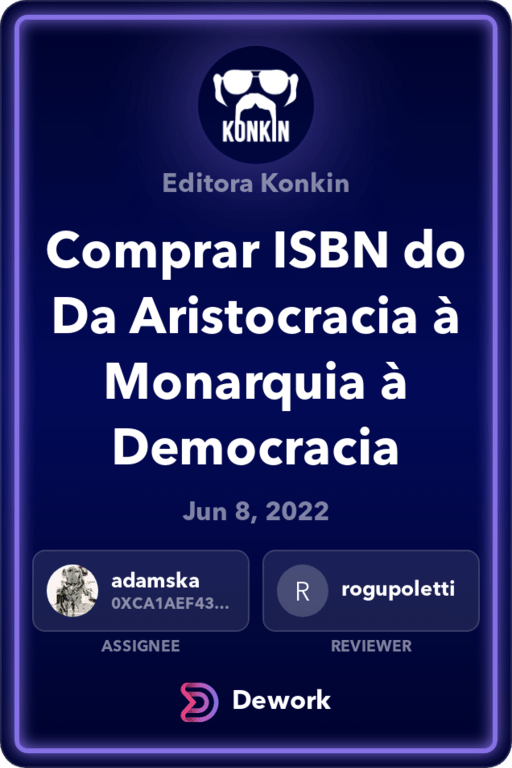 KONKIN
Editora Konkin
Comprar ISBN do
Da Aristocracia à
Monarquia à
Democracia
Jun 8, 2022
adamska
0XCA1AEF43...
R
rogupoletti
ASSIGNEE
REVIEWER
Dework